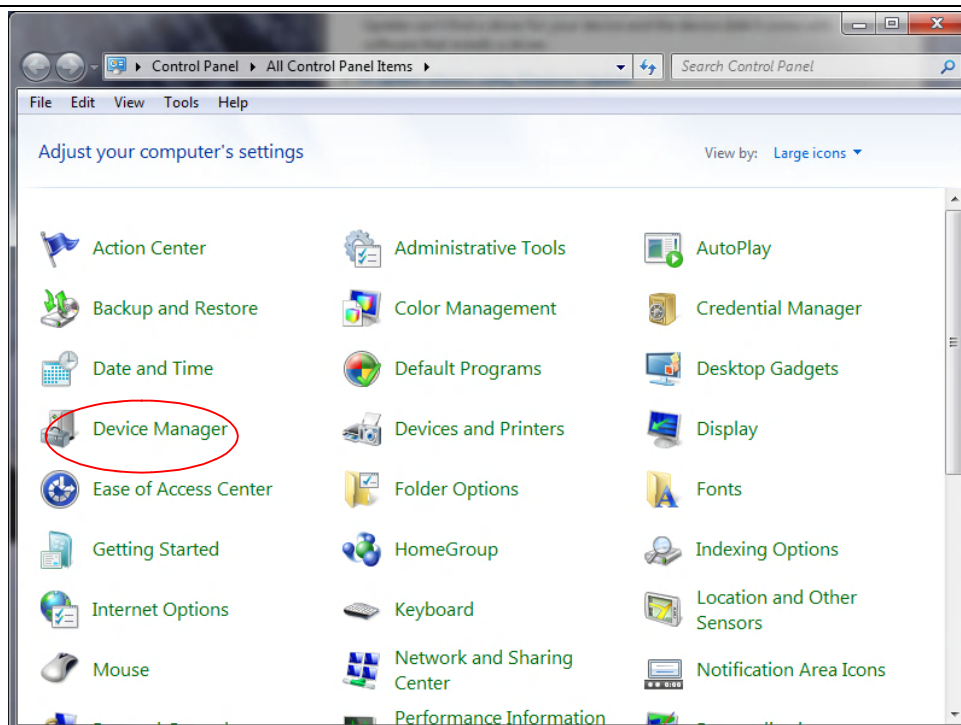 Control Panel ▸ All Control Panel Items ▸
Search Control Panel
File Edit View Tools Help
Adjust your computer's settings
View by: Large icons
Action Center
Administrative Tools
AutoPlay
Backup and Restore
Color Management
Credential Manager
Date and Time
Default Programs
Desktop Gadgets
Device Manager
Devices and Printers
Display
Ease of Access Center
Folder Options
Fonts
Getting Started
HomeGroup
Indexing Options
Internet Options
Keyboard
Location and Other
Sensors
Mouse
Network and Sharing
Center
Notification Area Icons
Performance Information